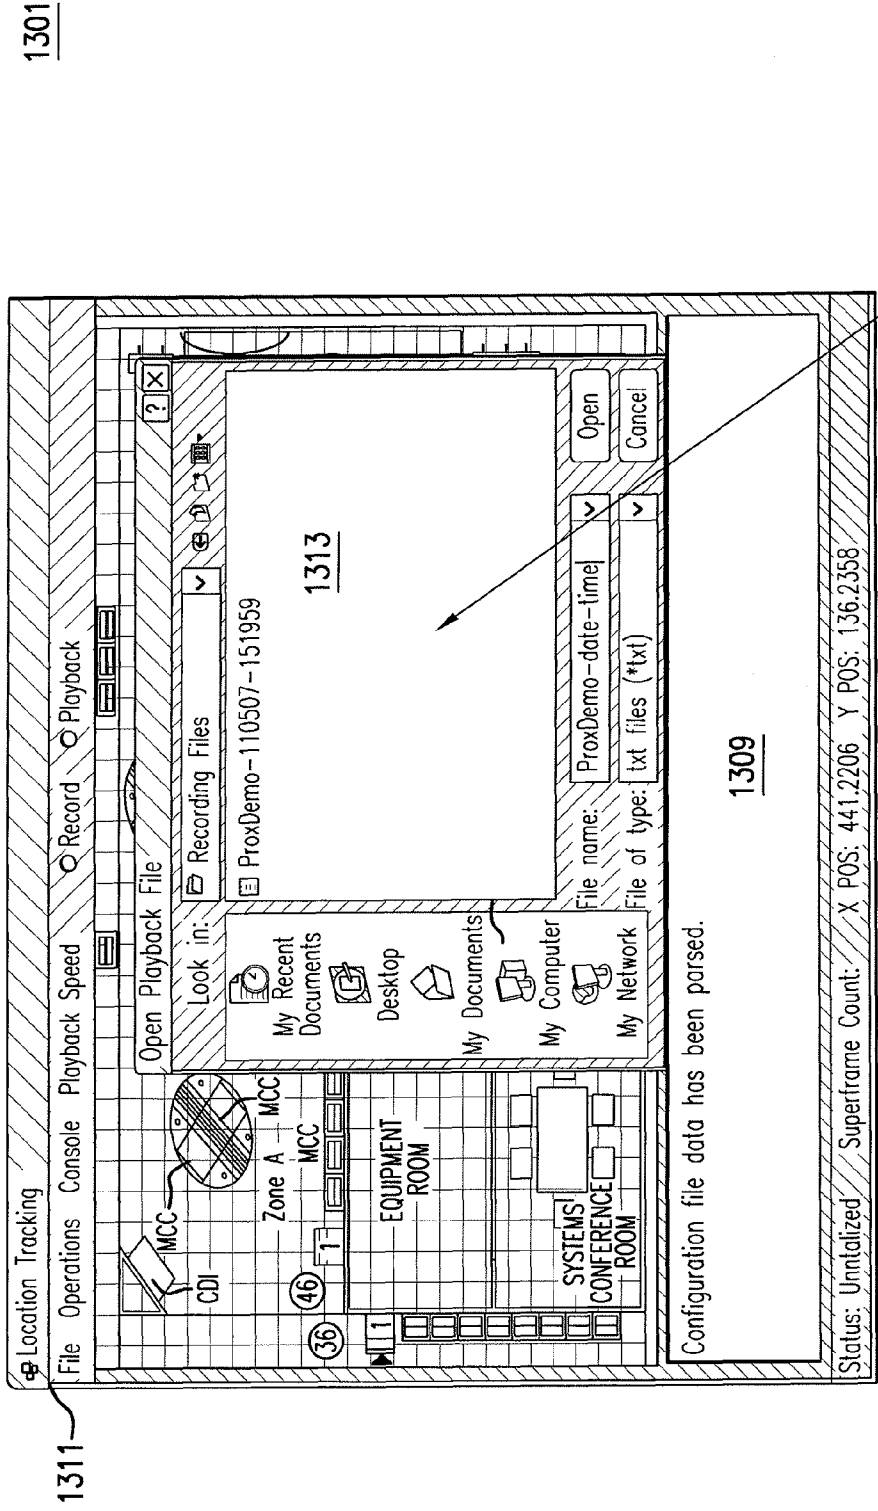 1301
1311
Location Tracking
File Operations Console Playback Speed Record Playback
Open Playback File
? X
Look in:
Recording Files
ProxDemo-110507-151959
1313
My Recent
Documents
Desktop
My Documents
My Computer
My Network
File name:
ProxDemo-date-time
Open
File of type:
txt files (*txt)
Cancel
MCC
MCC
CDI
Zone A
MCC
46
36
1
1
EQUIPMENT
ROOM
SYSTEMS
CONFERENCE
ROOM
Configuration file data has been parsed.
1309
Status: Unntalized Superframe Count: X POS: 441.2206 Y POS: 136.2358